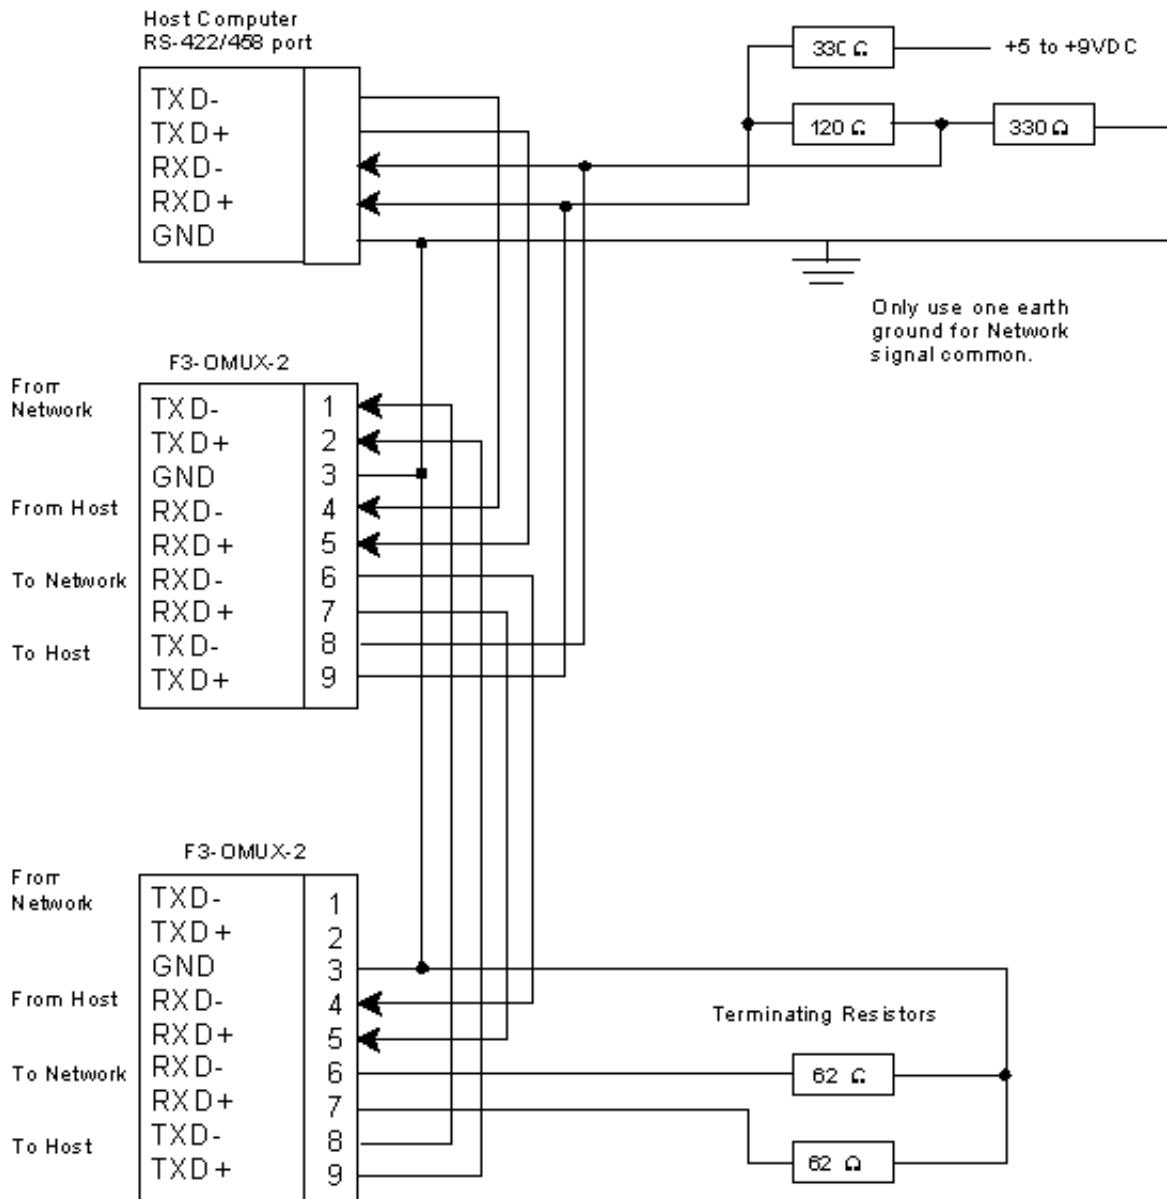 Host Computer
RS-422/458 port
TXD-
TXD+
RXD-
RXD+
GND
330 Ω
+5 to +9VDC
120 Ω
330 Ω
Only use one earth
ground for Network
signal common.
F3-OMUX-2
From
Network
From Host
To Network
To Host
TXD- 1
TXD+ 2
GND 3
RXD- 4
RXD+ 5
RXD- 6
RXD+ 7
TXD- 8
TXD+ 9
F3-OMUX-2
From
Network
From Host
To Network
To Host
TXD- 1
TXD+ 2
GND 3
RXD- 4
RXD+ 5
RXD- 6
RXD+ 7
TXD- 8
TXD+ 9
Terminating Resistors
62 Ω
62 Ω